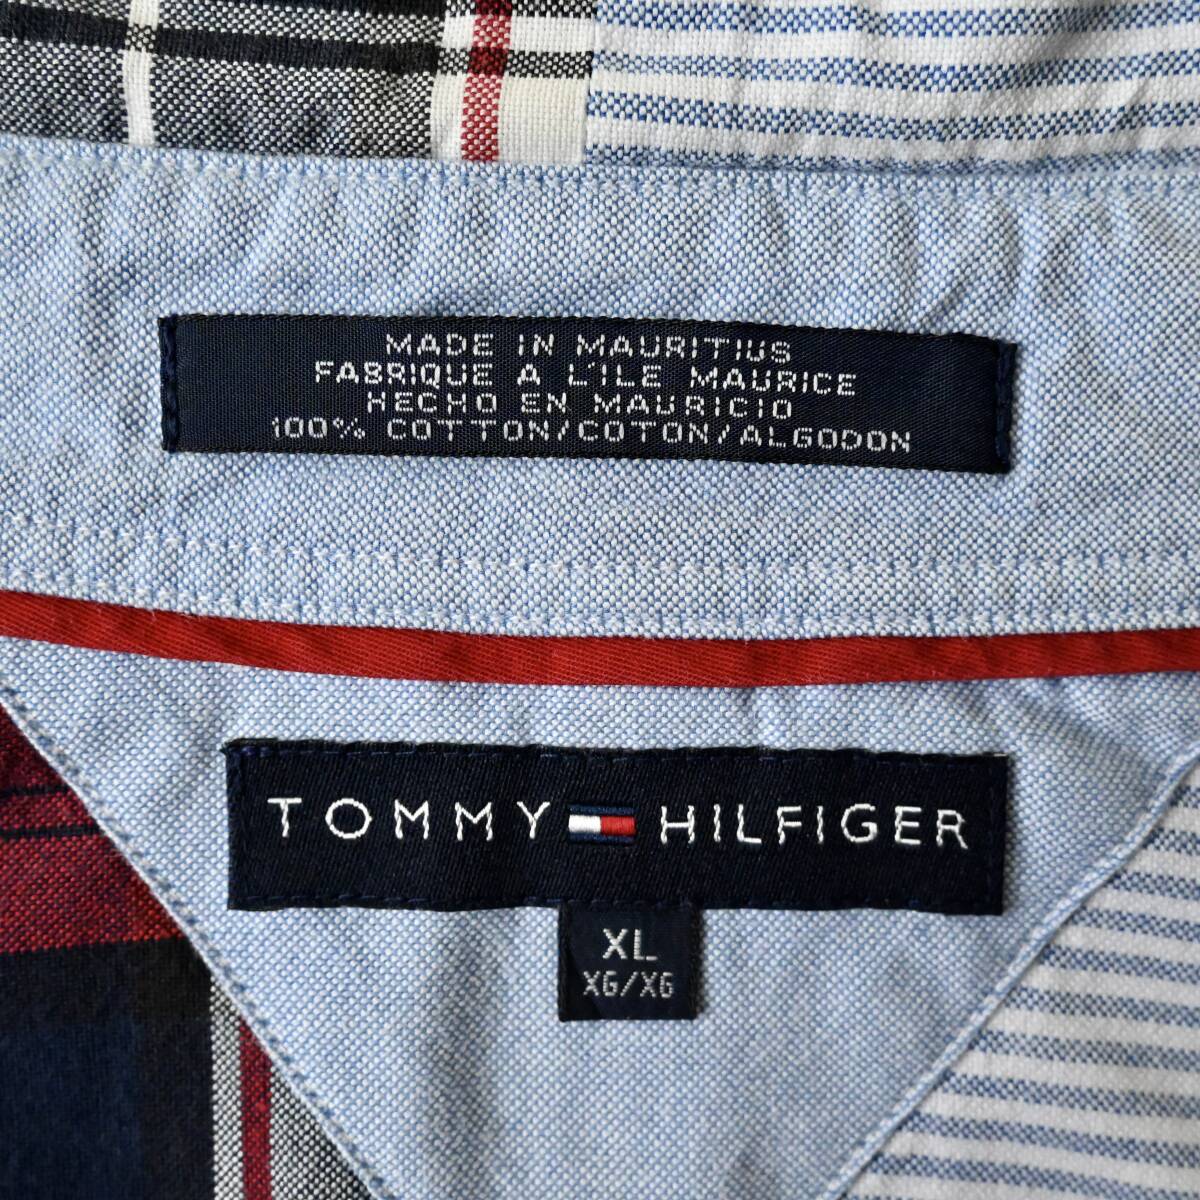 MADE IN MAURITIUS
FABRIQUE A L'ILE MAURICE
HECHO EN MAURICIO
100% COTTON/COTON/ALGODON
TOMMY HILFIGER
XL
XG/XG